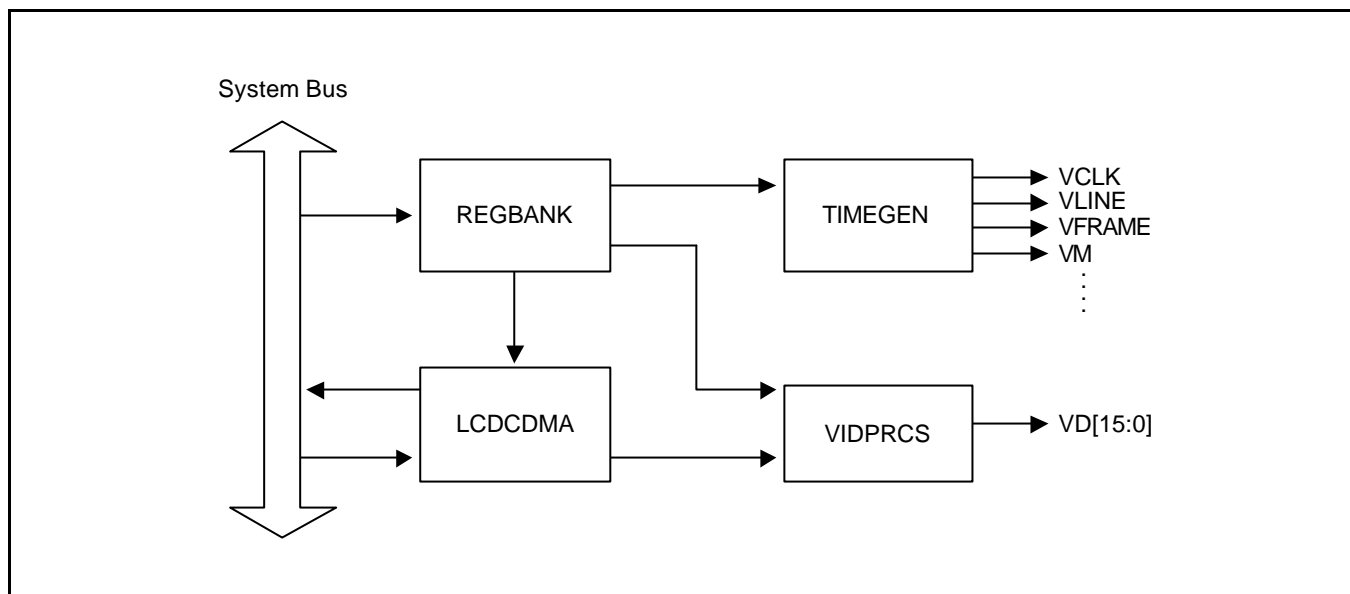 System Bus
REGBANK
TIMEGEN
VCLK
VLINE
VFRAME
VM
LCDCDMA
VIDPRCS
VD[15:0]